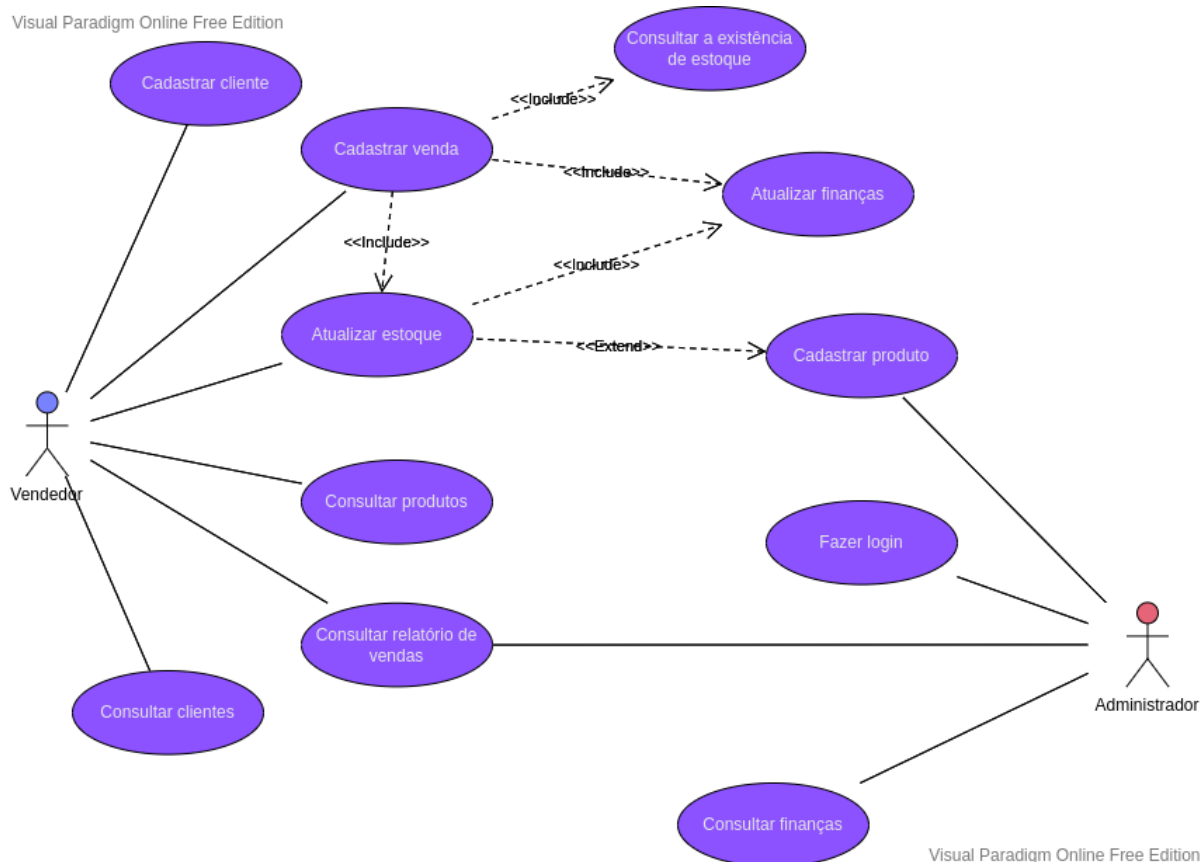 Visual Paradigm Online Free Edition
Consultar a existência
de estoque
Cadastrar cliente
<<Include>>
Cadastrar venda
<<Include>>
Atualizar finanças
<<Include>>
<<Include>>
Atualizar estoque
<<Extend>>
Cadastrar produto
Vendedor
Consultar produtos
Fazer login
Consultar relatório de
vendas
Administrador
Consultar clientes
Consultar finanças
Visual Paradigm Online Free Edition